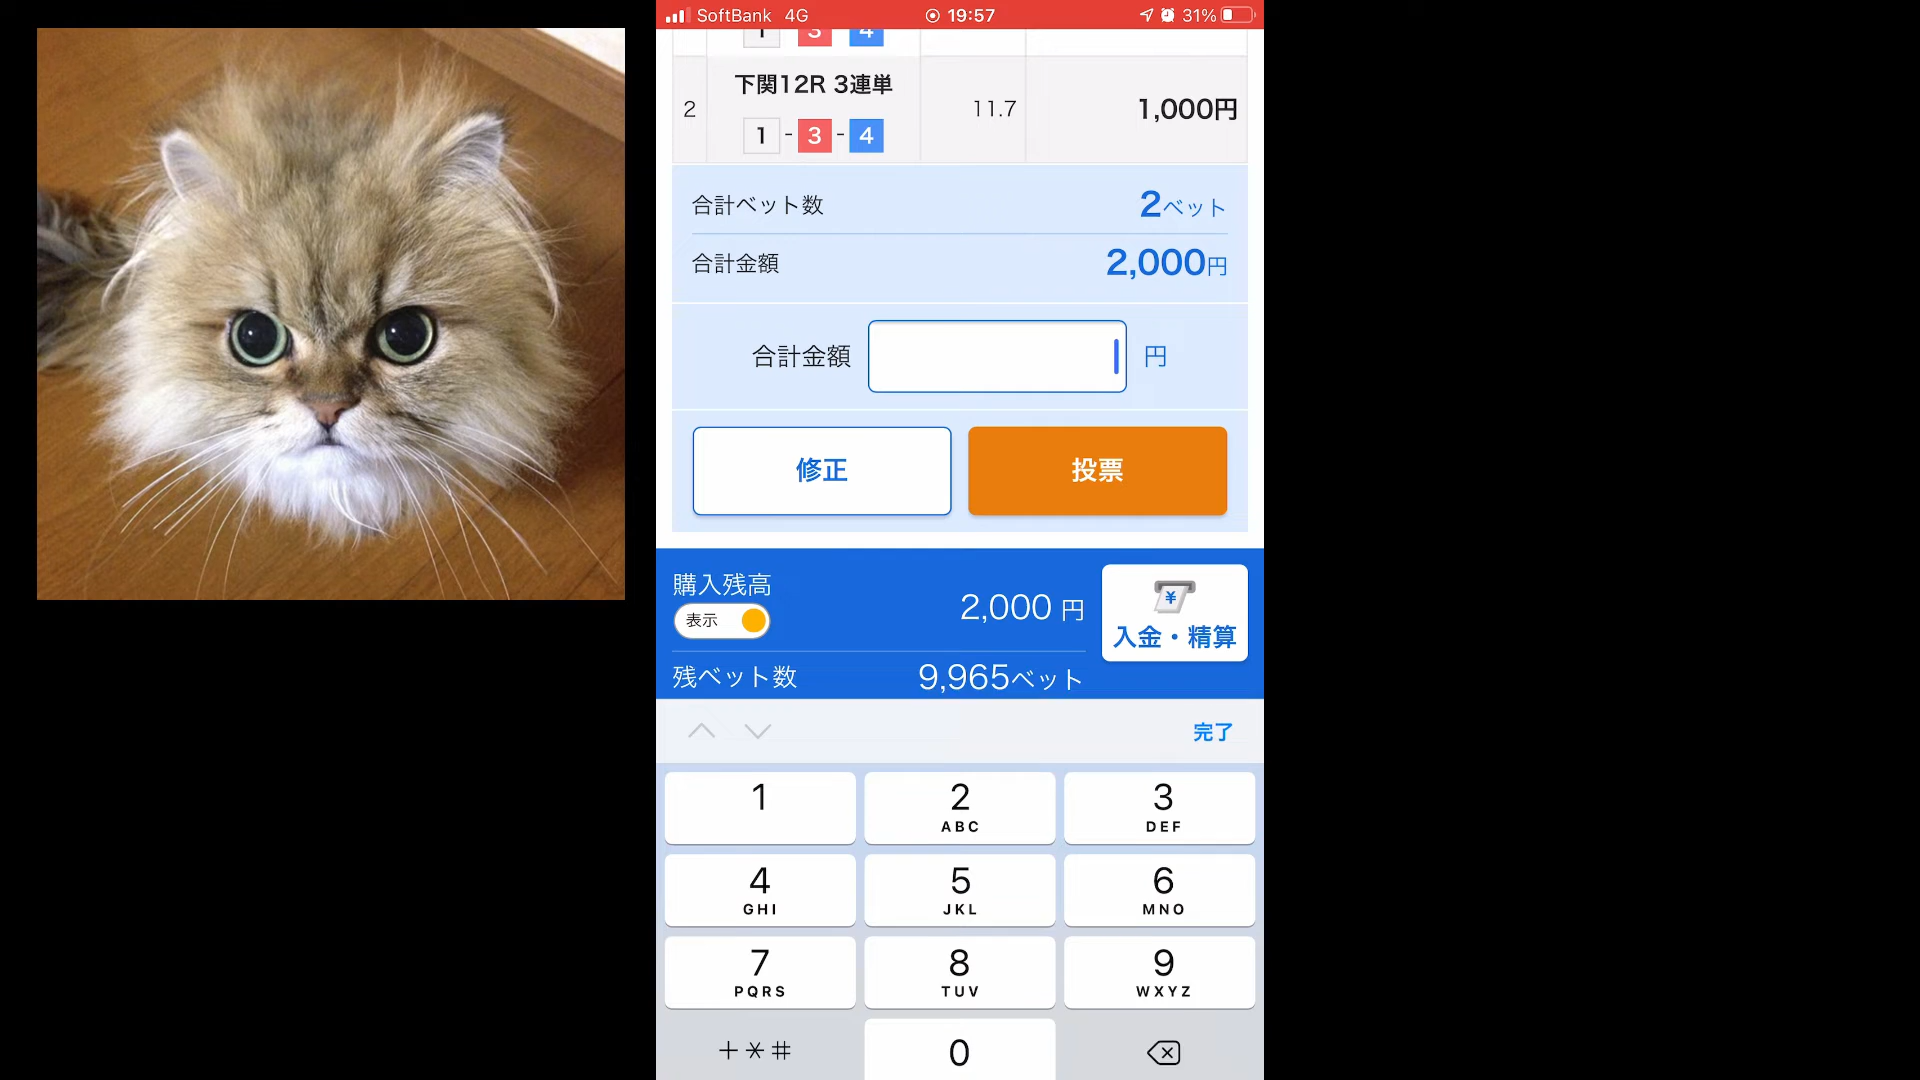 SoftBank 4G 19:57 31%
1 3 4
下関12R 3連単
2 11.7 1,000円
1 - 3 - 4
合計ベット数 2ベット
合計金額 2,000円
合計金額 円
修正 投票
購入残高
表示 2,000 円
入金・精算
残ベット数 9,965ベット
完了
1 2 3
ABC DEF
4 5 6
GHI JKL MNO
7 8 9
PQRS TUV WXYZ
+*# 0